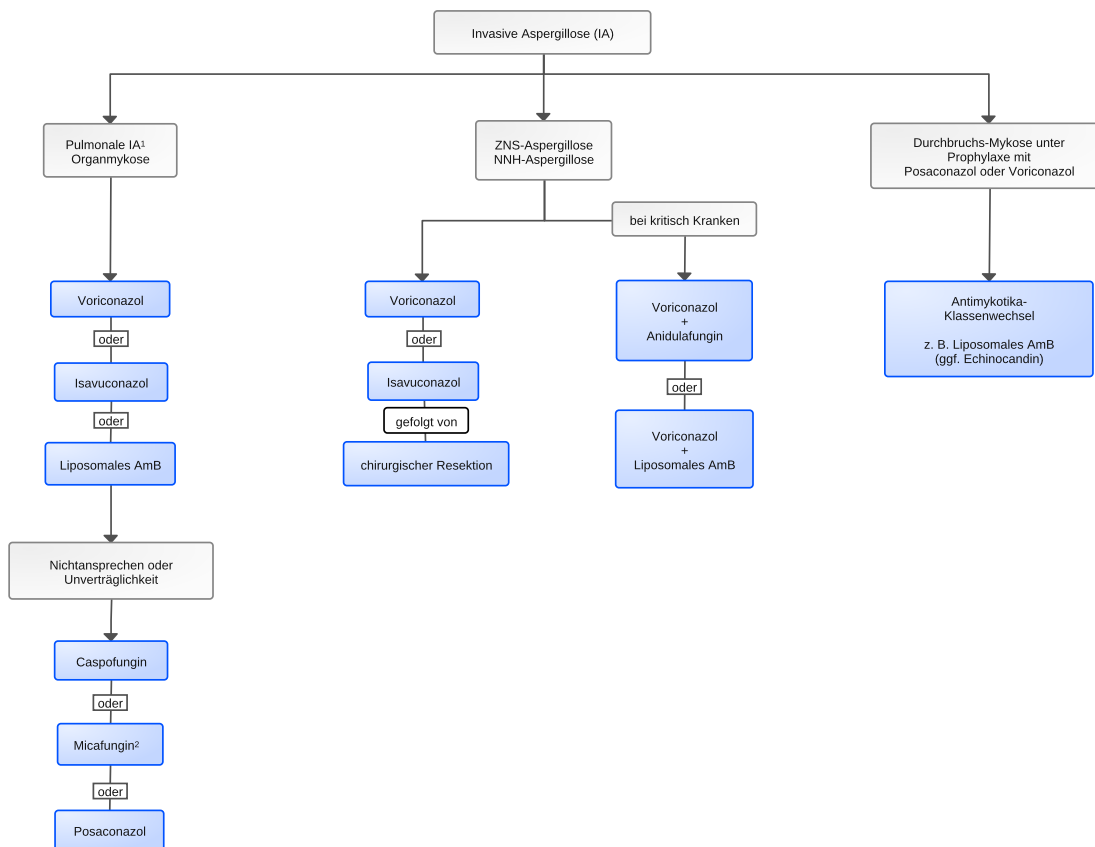 Invasive Aspergillose (IA)
Pulmonale IA¹
Organmykose
ZNS-Aspergillose
NNH-Aspergillose
Durchbruchs-Mykose unter
Prophylaxe mit
Posaconazol oder Voriconazol
bei kritisch Kranken
Voriconazol
oder
Isavuconazol
oder
Liposomales AmB
Nichtansprechen oder
Unverträglichkeit
Caspofungin
oder
Micafungin²
oder
Posaconazol
Voriconazol
oder
Isavuconazol
gefolgt von
chirurgischer Resektion
Voriconazol
+
Anidulafungin
oder
Voriconazol
+
Liposomales AmB
Antimykotika-
Klassenwechsel
z. B. Liposomales AmB
(ggf. Echinocandin)